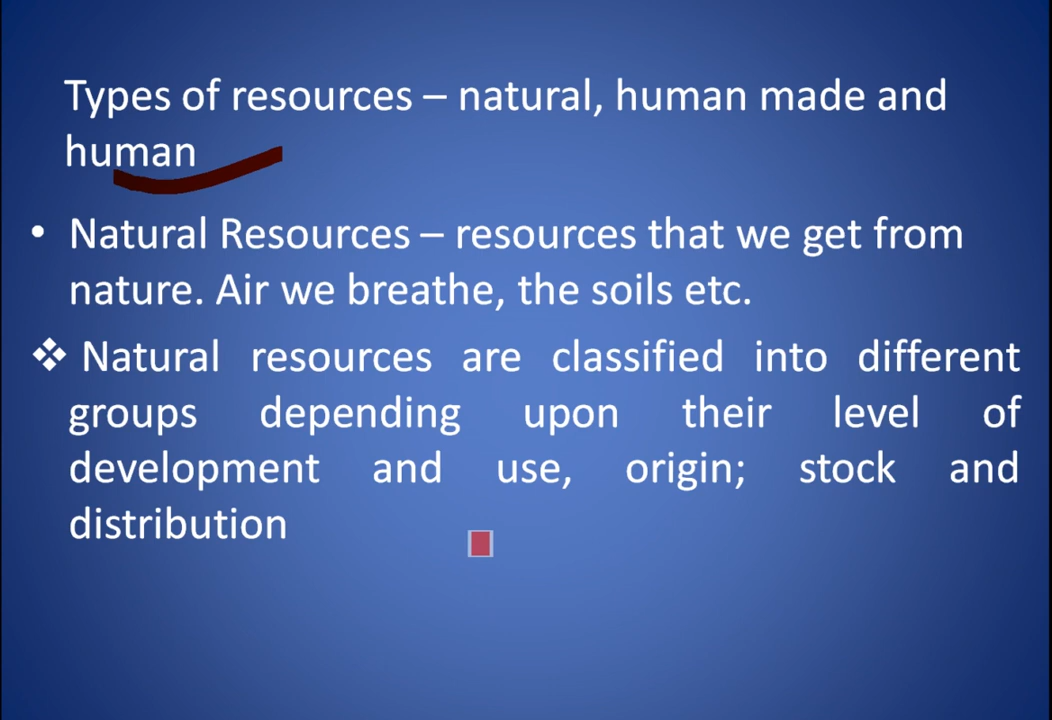 Types of resources – natural, human made and
human
• Natural Resources – resources that we get from
nature. Air we breathe, the soils etc.
❖ Natural resources are classified into different
groups depending upon their level of
development and use, origin; stock and
distribution